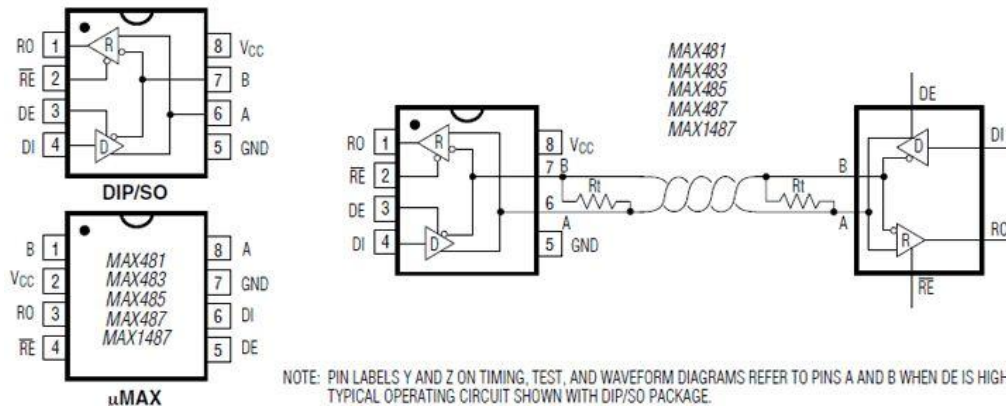 RO 1
R
8 VCC
RE 2
7 B
DE 3
6 A
DI 4
D
5 GND
DIP/SO
B 1
8 A
VCC 2
7 GND
RO 3
6 DI
RE 4
5 DE
MAX481
MAX483
MAX485
MAX487
MAX1487
µMAX
MAX481
MAX483
MAX485
MAX487
MAX1487
RO 1
R
8 VCC
RE 2
7 B
DE 3
6 A
DI 4
D
5 GND
Rt
Rt
B
A
DE
D
DI
R
RO
RE
NOTE: PIN LABELS Y AND Z ON TIMING, TEST, AND WAVEFORM DIAGRAMS REFER TO PINS A AND B WHEN DE IS HIGH
TYPICAL OPERATING CIRCUIT SHOWN WITH DIP/SO PACKAGE.